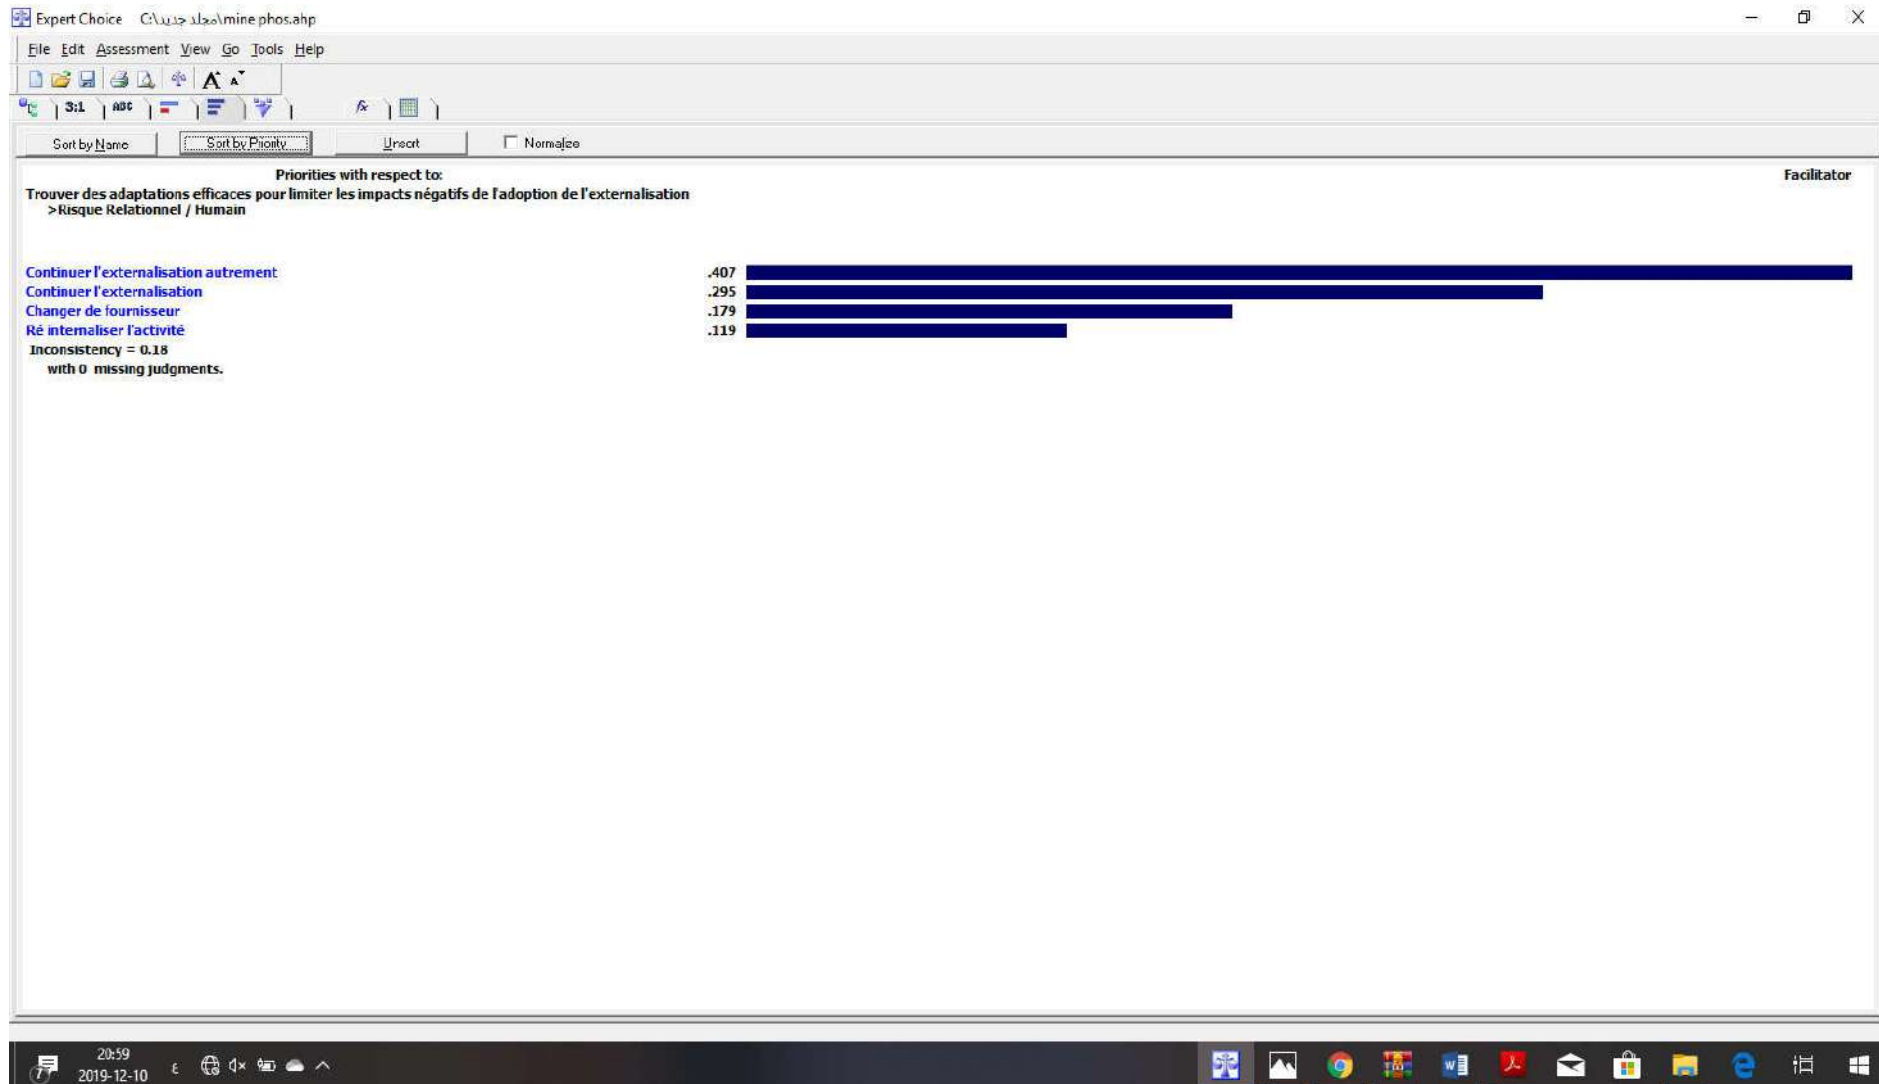 Expert Choice C:\مجلد جديد\mine phos.ahp
File Edit Assessment View Go Tools Help
A A
3:1 ABC fx
Sort by Name Sort by Priority Unsort Normalize
Priorities with respect to: Facilitator
Trouver des adaptations efficaces pour limiter les impacts négatifs de l'adoption de l'externalisation
>Risque Relationnel / Humain
Continuer l'externalisation autrement .407
Continuer l'externalisation .295
Changer de fournisseur .179
Ré internaliser l'activité .119
Inconsistency = 0.18
with 0 missing judgments.
20:59
2019-12-10 ع